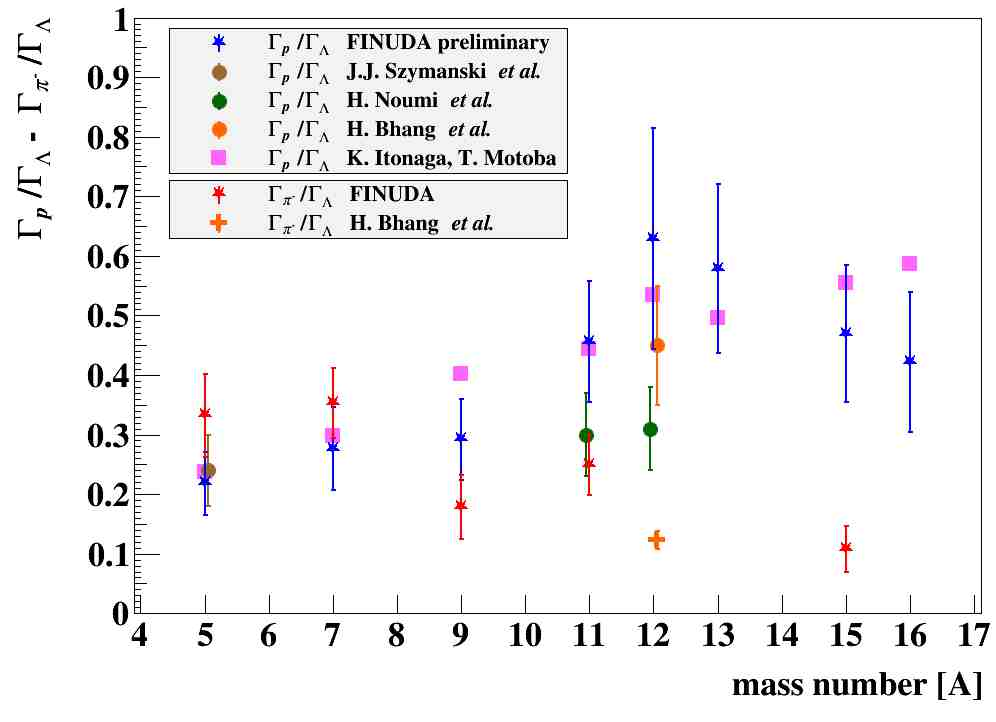 Γp /ΓΛ - Γπ- /ΓΛ
1
0.9
0.8
0.7
0.6
0.5
0.4
0.3
0.2
0.1
0
Γp /ΓΛ FINUDA preliminary
Γp /ΓΛ J.J. Szymanski et al.
Γp /ΓΛ H. Noumi et al.
Γp /ΓΛ H. Bhang et al.
Γp /ΓΛ K. Itonaga, T. Motoba
Γπ- /ΓΛ FINUDA
Γπ- /ΓΛ H. Bhang et al.
4 5 6 7 8 9 10 11 12 13 14 15 16 17
mass number [A]